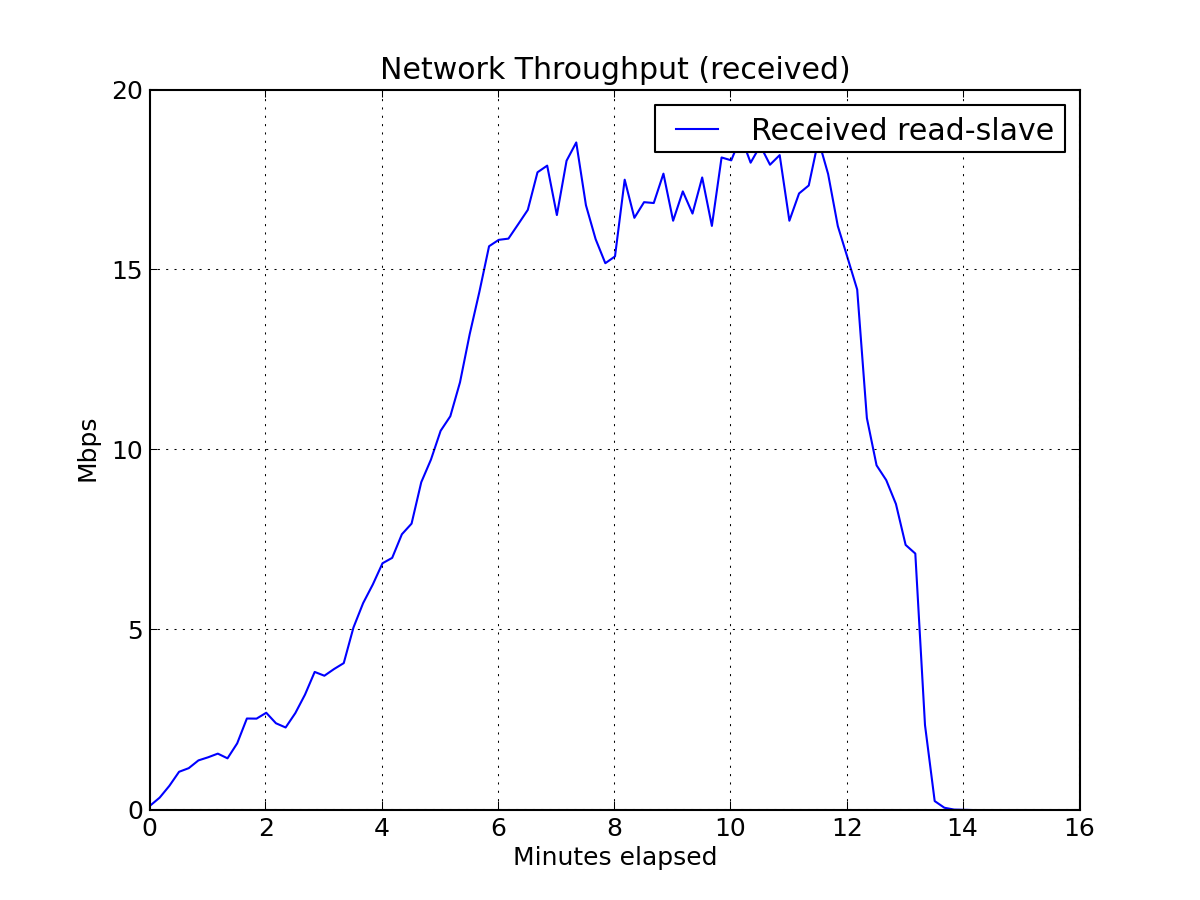 Network Throughput (received)
Received read-slave
20
15
10
5
0
Mbps
0 2 4 6 8 10 12 14 16
Minutes elapsed